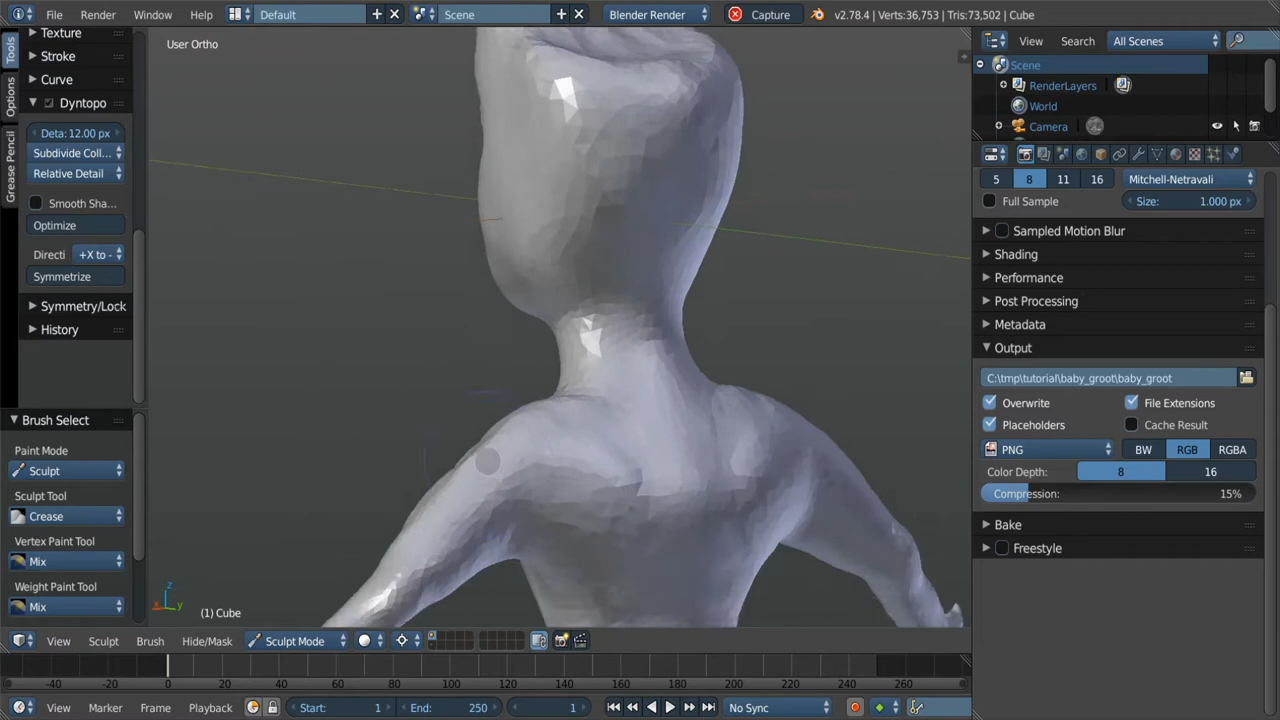 File Render Window Help Default Scene Blender Render Capture v2.78.4 | Verts:36,753 | Tris:73,502 | Cube
Tools
Options
Grease Pencil
Texture
Stroke
Curve
Dyntopo
Deta: 12.00 px
Subdivide Coll...
Relative Detail
Smooth Sha...
Optimize
Directi +X to -
Symmetrize
Symmetry/Lock
History
Brush Select
Paint Mode
Sculpt
Sculpt Tool
Crease
Vertex Paint Tool
Mix
Weight Paint Tool
Mix
User Ortho
z
x y
(1) Cube
View Search All Scenes
Scene
RenderLayers
World
Camera
5 8 11 16 Mitchell-Netravali
Full Sample Size: 1.000 px
Sampled Motion Blur
Shading
Performance
Post Processing
Metadata
Output
C:\tmp\tutorial\baby_groot\baby_groot
Overwrite File Extensions
Placeholders Cache Result
PNG BW RGB RGBA
Color Depth: 8 16
Compression: 15%
Bake
Freestyle
View Sculpt Brush Hide/Mask Sculpt Mode
-40 -20 0 20 40 60 80 100 120 140 160 180 200 220 240 260
View Marker Frame Playback Start: 1 End: 250 1 No Sync